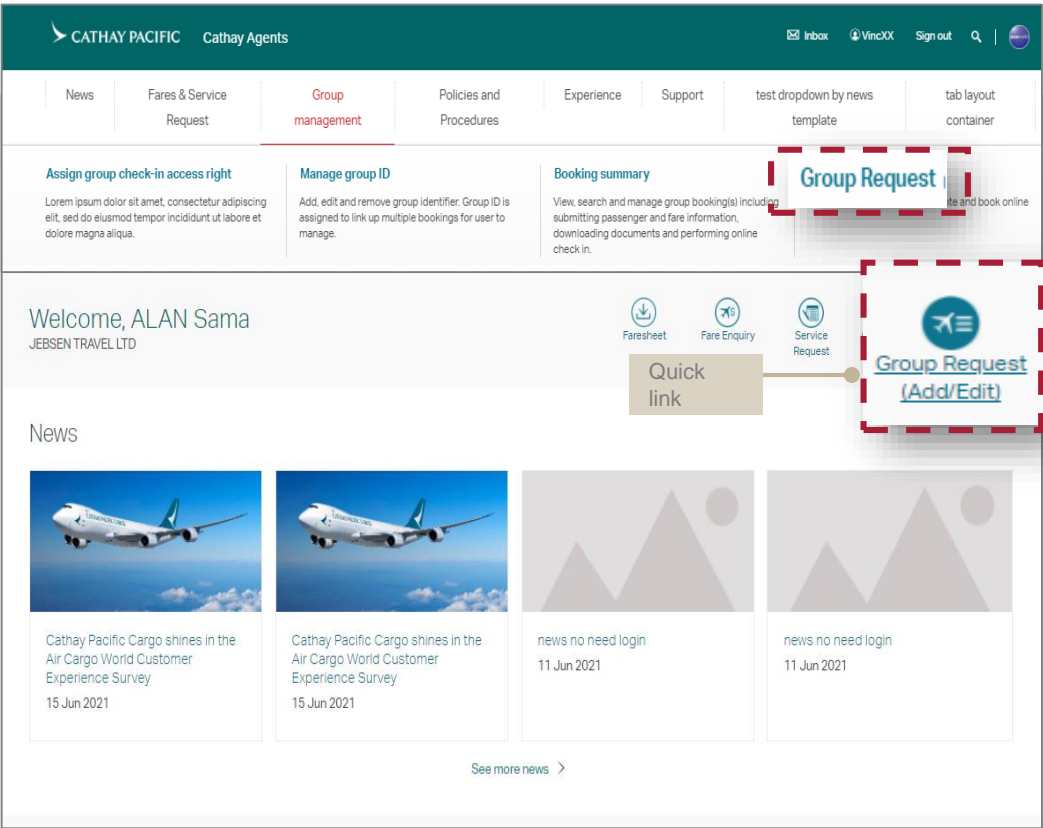 CATHAY PACIFIC Cathay Agents
Inbox VincXX Sign out
News
Fares & Service
Request
Group
management
Policies and
Procedures
Experience
Support
test dropdown by news
template
tab layout
container
Assign group check-in access right
Lorem ipsum dolor sit amet, consectetur adipiscing
elit, sed do eiusmod tempor incididunt ut labore et
dolore magna aliqua.
Manage group ID
Add, edit and remove group identifier. Group ID is
assigned to link up multiple bookings for user to
manage.
Booking summary
View, search and manage group booking(s) including
submitting passenger and fare information,
downloading documents and performing online
check in.
Group Request
and book online
Welcome, ALAN Sama
JEBSEN TRAVEL LTD
Faresheet
Fare Enquiry
Service
Request
Group Request
(Add/Edit)
Quick
link
News
Cathay Pacific Cargo shines in the
Air Cargo World Customer
Experience Survey
15 Jun 2021
Cathay Pacific Cargo shines in the
Air Cargo World Customer
Experience Survey
15 Jun 2021
news no need login
11 Jun 2021
news no need login
11 Jun 2021
See more news